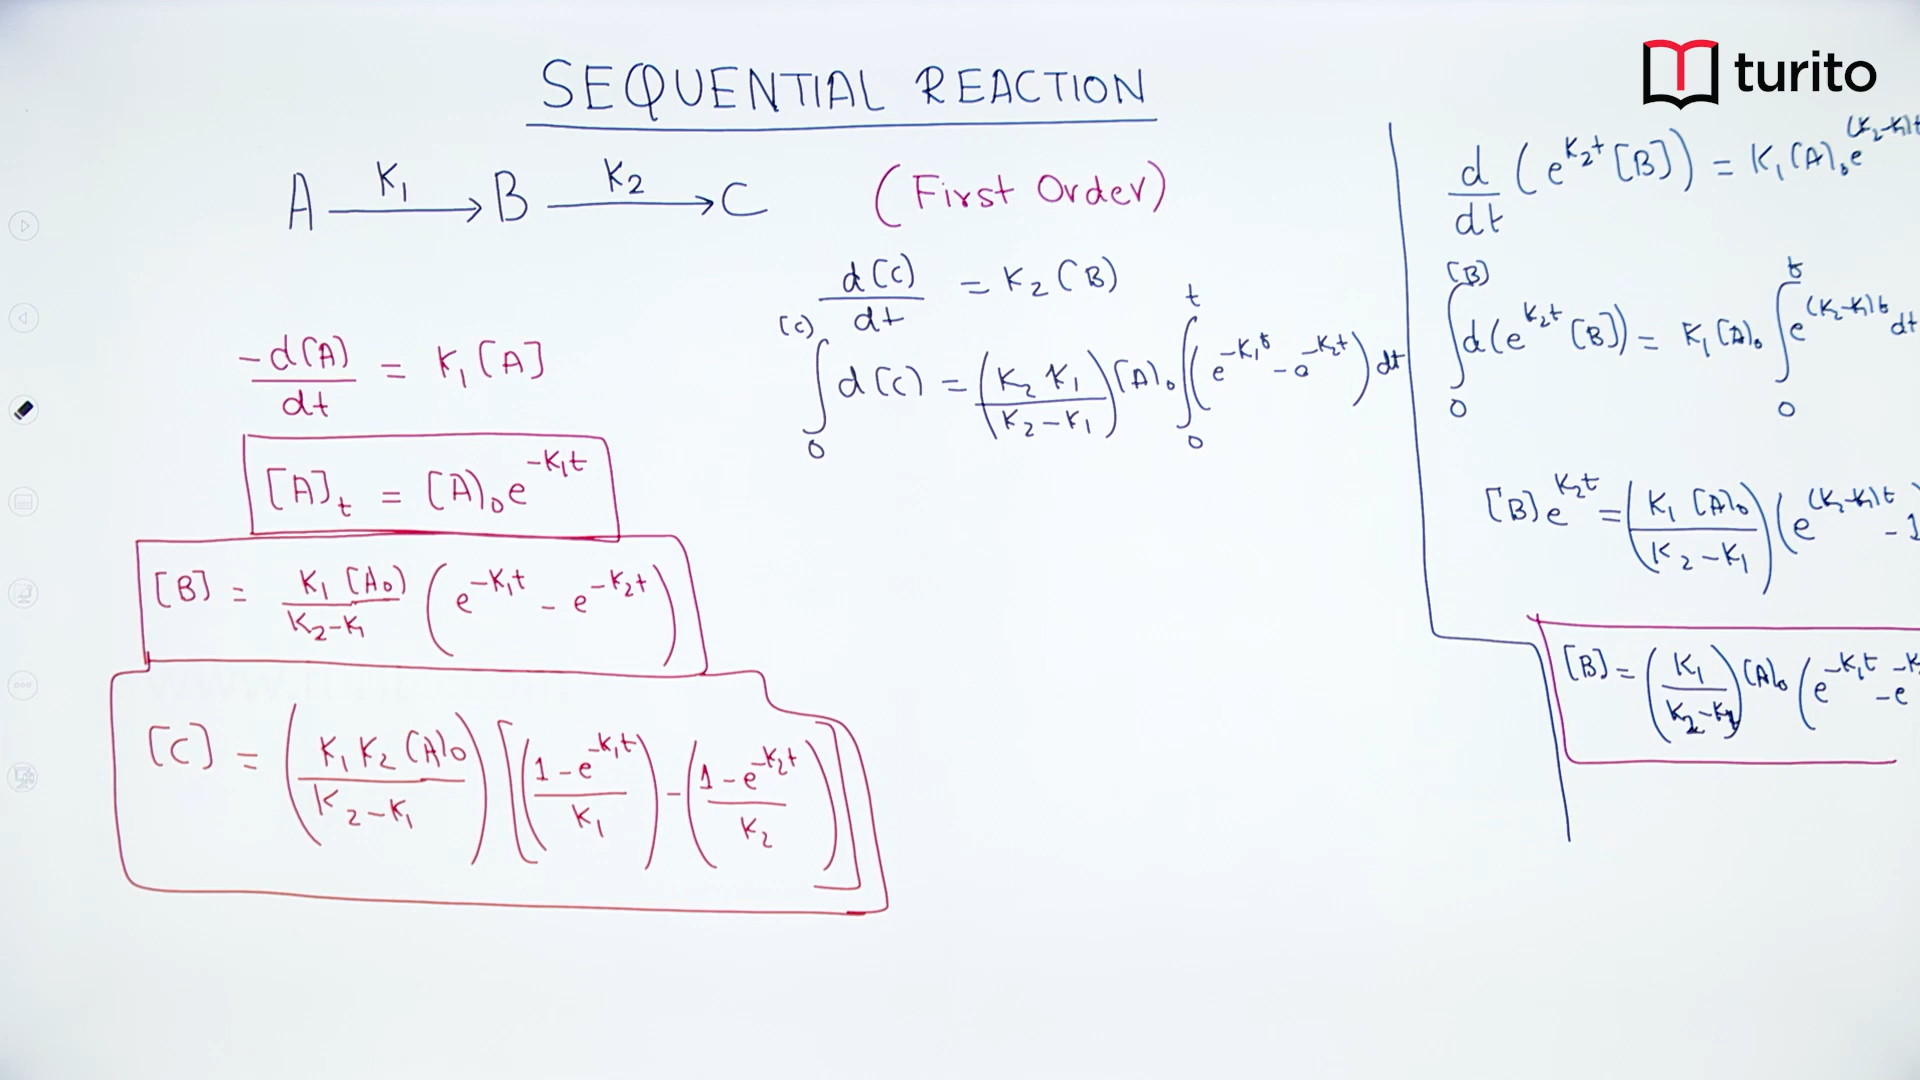 turito
SEQUENTIAL REACTION
A —K₁→ B —K₂→ C (First Order)
-d[A]/dt = K₁[A]
[A]t = [A]₀e^-K₁t
[B] = K₁[A₀]/K₂-K₁ (e^-K₁t - e^-K₂t)
[C] = (K₁K₂[A]₀/K₂-K₁)[(1-e^-K₁t/K₁)-(1-e^-K₂t/K₂)]
d(C)/dt = K₂(B)
∫₀^(C) d(C) = (K₂K₁/K₂-K₁)[A]₀ ∫₀^t (e^-K₁t - e^-K₂t) dt
d/dt (e^K₂t [B]) = K₁[A]₀e^(K₂-K₁)t
∫₀^[B] d(e^K₂t [B]) = K₁[A]₀ ∫₀^t e^(K₂-K₁)t dt
[B]e^K₂t = (K₁[A]₀/K₂-K₁)(e^(K₂-K₁)t - 1
[B] = (K₁/K₂-K₁)[A]₀(e^-K₁t - e^-K